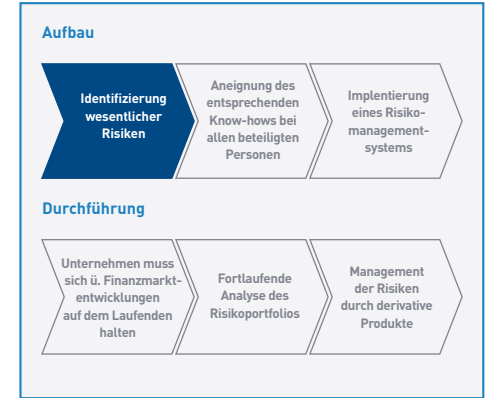 Aufbau
Identifizierung
wesentlicher
Risiken
Aneignung des
entsprechenden
Know-hows bei
allen beteiligten
Personen
Implentierung
eines Risiko-
management-
systems
Durchführung
Unternehmen muss
sich ü. Finanzmarkt-
entwicklungen
auf dem Laufenden
halten
Fortlaufende
Analyse des
Risikoportfolios
Management
der Risiken
durch derivative
Produkte